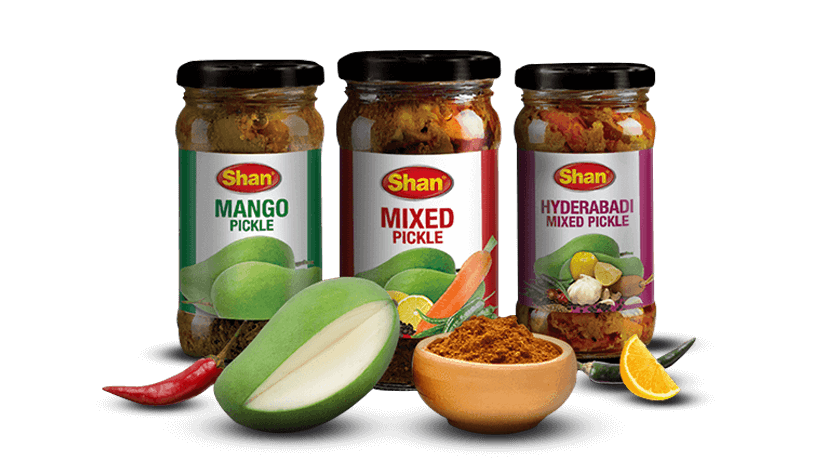 Shan®
MANGO
PICKLE
Shan®
MIXED
PICKLE
Shan®
HYDERABADI
MIXED PICKLE